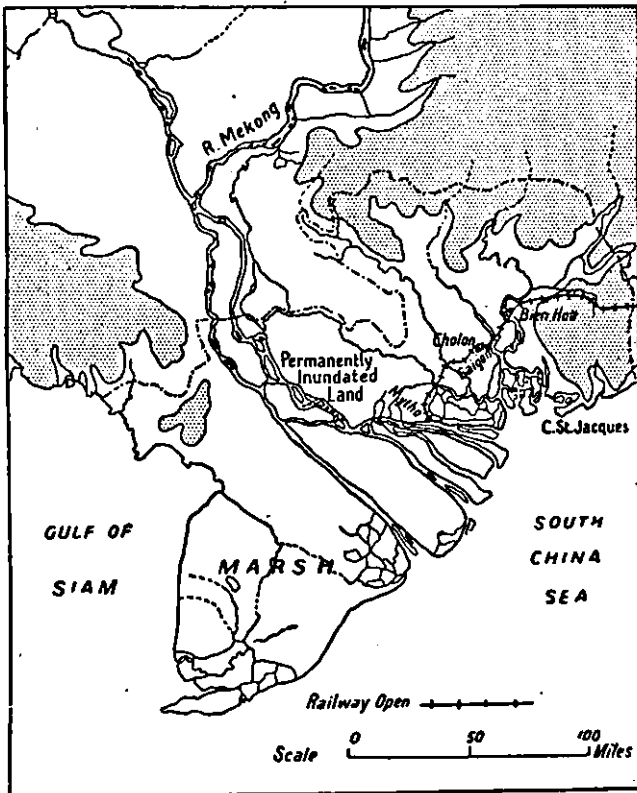 R. Mekong
Bien Hoa
Cholon
Saigon
Permanently
Inundated
Land
Mytho
C. St. Jacques
GULF OF
SIAM
MARSH
SOUTH
CHINA
SEA
Railway Open
Scale 0 50 100 Miles